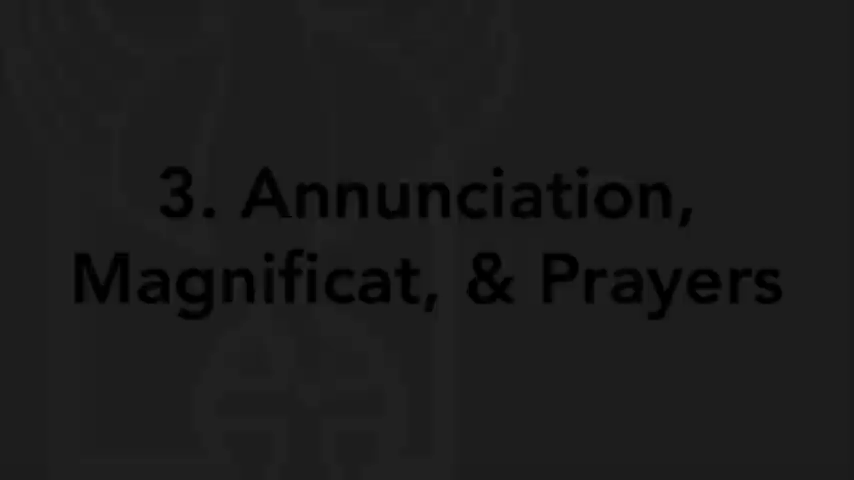 3. Annunciation,
Magnificat, & Prayers